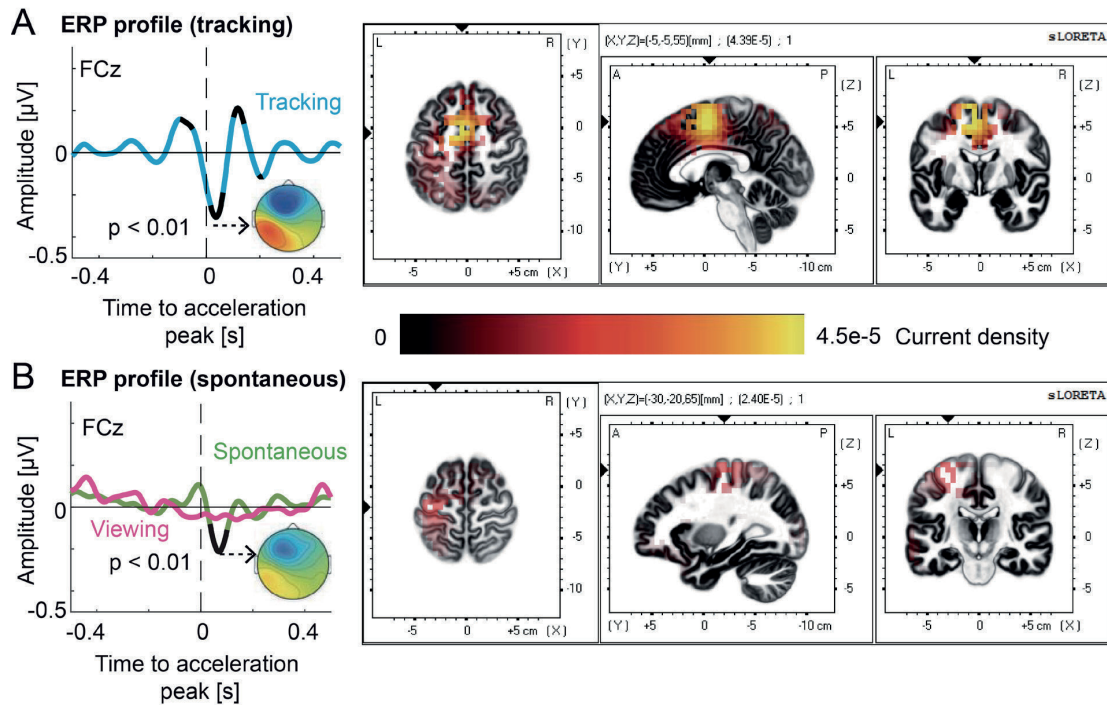 A ERP profile (tracking)
FCz
Tracking
Amplitude [µV]
0
-0.5
p < 0.01
-0.4 0 0.4
Time to acceleration
peak [s]
(X,Y,Z)=(-5,-5,55)[mm] ; (4.39E-5) ; 1 sLORETA
L R (Y)
+5
0
-5
-10
-5 0 +5 cm (X)
A P (Z)
+5
0
-5
(Y) +5 0 -5 -10 cm
L R (Z)
+5
0
-5
-5 0 +5 cm (X)
0 4.5e-5 Current density
B ERP profile (spontaneous)
FCz
Spontaneous
Viewing
Amplitude [µV]
0
-0.5
p < 0.01
-0.4 0 0.4
Time to acceleration
peak [s]
(X,Y,Z)=(-30,-20,65)[mm] ; (2.40E-5) ; 1 sLORETA
L R (Y)
+5
0
-5
-10
-5 0 +5 cm (X)
A P (Z)
+5
0
-5
(Y) +5 0 -5 -10 cm
L R (Z)
+5
0
-5
-5 0 +5 cm (X)